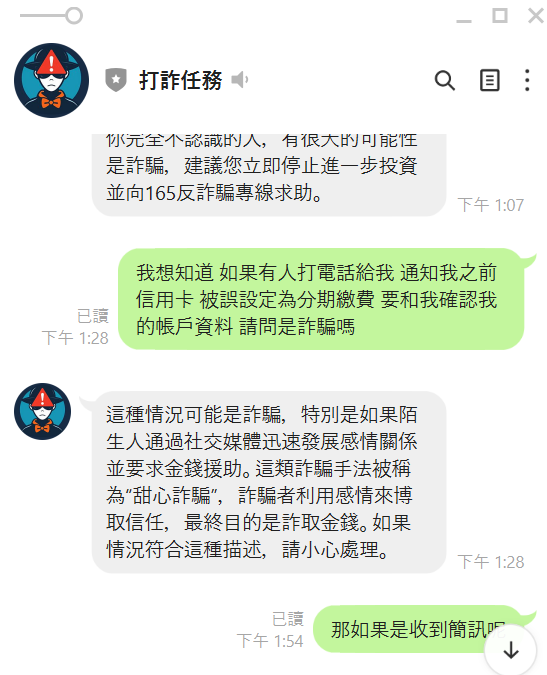 打詐任務
你完全不認識的人，有很大的可能性
是詐騙，建議您立即停止進一步投資
並向165反詐騙專線求助。
下午 1:07
我想知道 如果有人打電話給我 通知我之前
信用卡 被誤設定為分期繳費 要和我確認我
的帳戶資料 請問是詐騙嗎
已讀
下午 1:28
這種情況可能是詐騙，特別是如果陌
生人通過社交媒體迅速發展感情關係
並要求金錢援助。這類詐騙手法被稱
為"甜心詐騙"，詐騙者利用感情來博
取信任，最終目的是詐取金錢。如果
情況符合這種描述，請小心處理。
下午 1:28
已讀
下午 1:54
那如果是收到簡訊呢